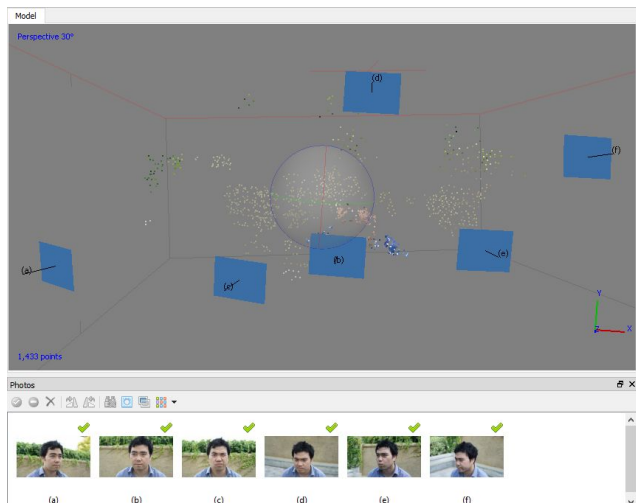 Model
Perspective 30°
(d)
(f)
(a)
(c)
(b)
(e)
Y
X
Z
1,433 points
Photos
(a) (b) (c) (d) (e) (f)